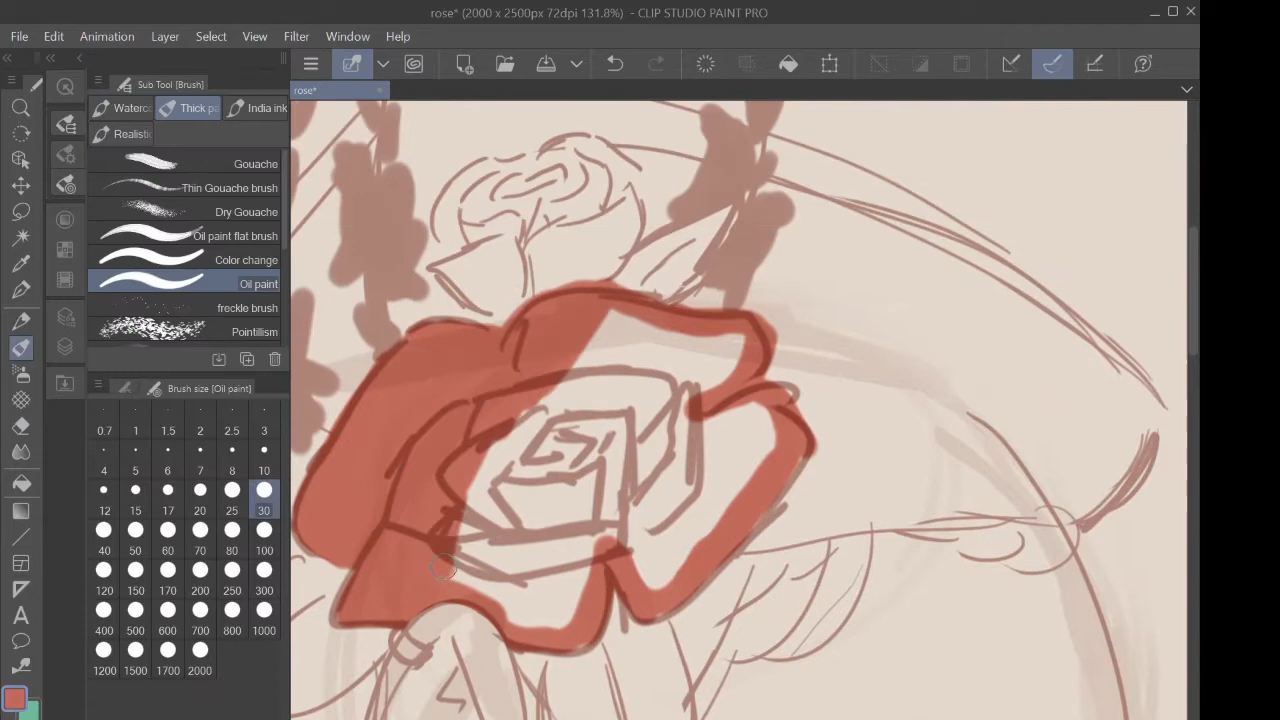 rose* (2000 x 2500px 72dpi 131.8%) - CLIP STUDIO PAINT PRO
File Edit Animation Layer Select View Filter Window Help
Sub Tool [Brush]
rose*
Waterc Thick pa India ink
Realistic
Gouache
Thin Gouache brush
Dry Gouache
Oil paint flat brush
Color change
Oil paint
freckle brush
Pointilism
Brush size [Oil paint]
0.7 1 1.5 2 2.5 3
4 5 6 7 8 10
12 15 17 20 25 30
40 50 60 70 80 100
120 150 170 200 250 300
400 500 600 700 800 1000
1200 1500 1700 2000